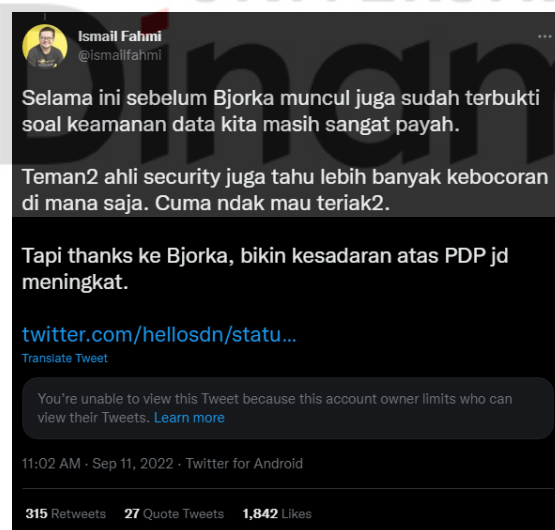 Ismail Fahmi
@ismailfahmi
Selama ini sebelum Bjorka muncul juga sudah terbukti
soal keamanan data kita masih sangat payah.
Teman2 ahli security juga tahu lebih banyak kebocoran
di mana saja. Cuma ndak mau teriak2.
Tapi thanks ke Bjorka, bikin kesadaran atas PDP jd
meningkat.
twitter.com/hellosdn/statu...
Translate Tweet
You're unable to view this Tweet because this account owner limits who can
view their Tweets. Learn more
11:02 AM · Sep 11, 2022 · Twitter for Android
315 Retweets 27 Quote Tweets 1,842 Likes